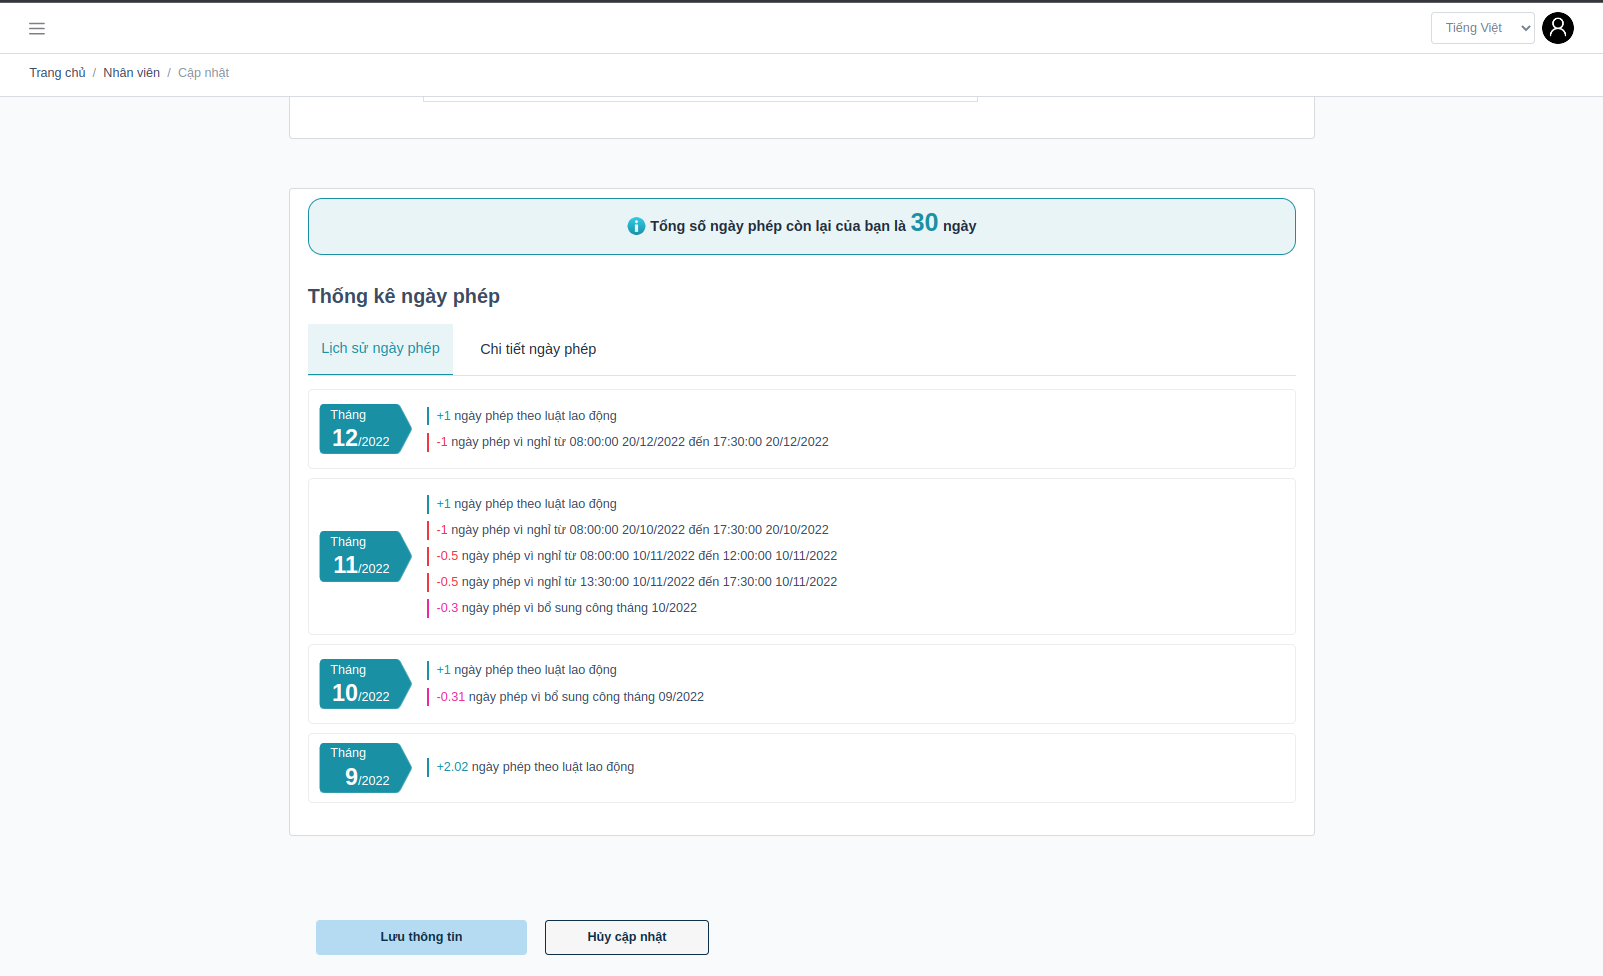 Tiếng Việt
Trang chủ / Nhân viên / Cập nhật
Tổng số ngày phép còn lại của bạn là 30 ngày
Thống kê ngày phép
Lịch sử ngày phép
Chi tiết ngày phép
Tháng
12/2022
+1 ngày phép theo luật lao động
-1 ngày phép vì nghỉ từ 08:00:00 20/12/2022 đến 17:30:00 20/12/2022
Tháng
11/2022
+1 ngày phép theo luật lao động
-1 ngày phép vì nghỉ từ 08:00:00 20/10/2022 đến 17:30:00 20/10/2022
-0.5 ngày phép vì nghỉ từ 08:00:00 10/11/2022 đến 12:00:00 10/11/2022
-0.5 ngày phép vì nghỉ từ 13:30:00 10/11/2022 đến 17:30:00 10/11/2022
-0.3 ngày phép vì bổ sung công tháng 10/2022
Tháng
10/2022
+1 ngày phép theo luật lao động
-0.31 ngày phép vì bổ sung công tháng 09/2022
Tháng
9/2022
+2.02 ngày phép theo luật lao động
Lưu thông tin
Hủy cập nhật